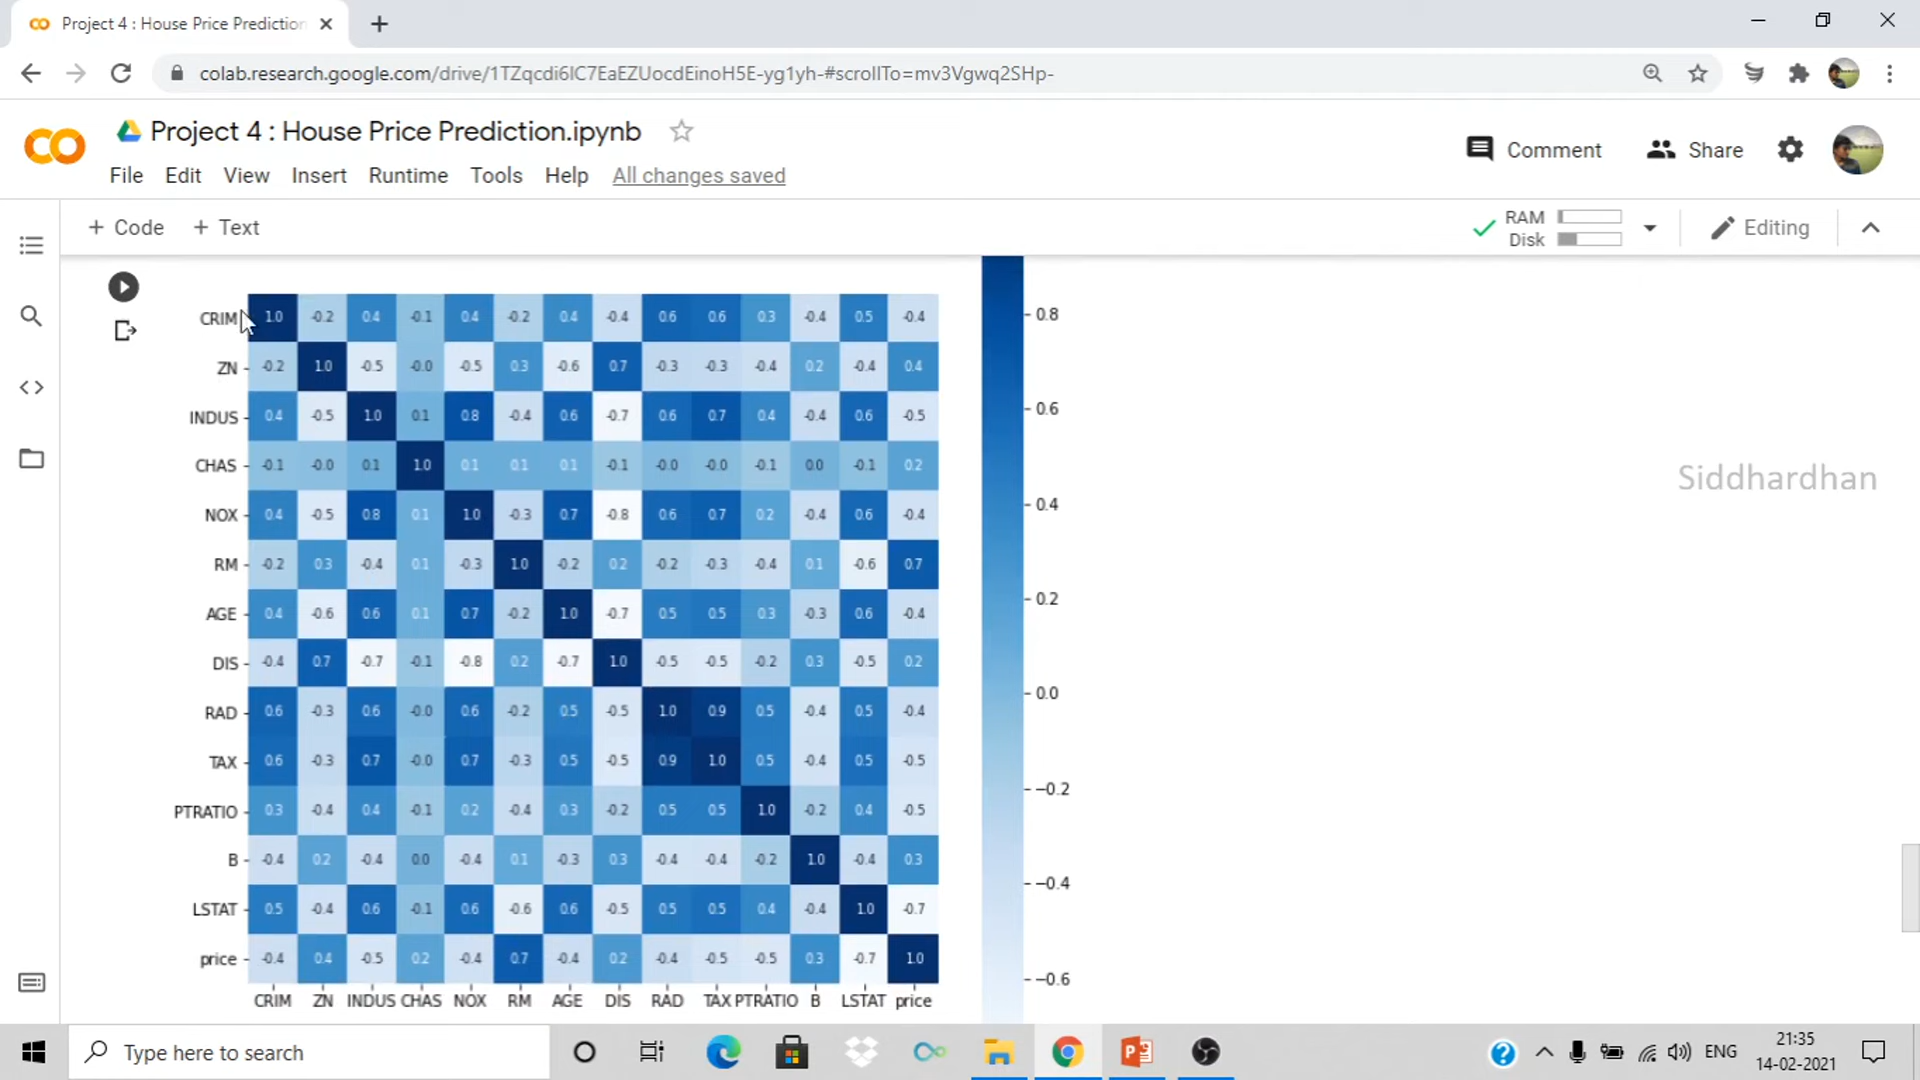 Project 4 : House Price Prediction
colab.research.google.com/drive/1TZqcdi6IC7EaEZUocdEinoH5E-yg1yh-#scrollTo=mv3Vgwq2SHp-
Project 4 : House Price Prediction.ipynb
Comment Share
File Edit View Insert Runtime Tools Help All changes saved
+ Code + Text RAM Disk Editing
CRIM 1.0 -0.2 0.4 -0.1 0.4 -0.2 0.4 -0.4 0.6 0.6 0.3 -0.4 0.5 -0.4
ZN -0.2 1.0 -0.5 -0.0 -0.5 0.3 -0.6 0.7 -0.3 -0.3 -0.4 0.2 -0.4 0.4
INDUS 0.4 -0.5 1.0 0.1 0.8 -0.4 0.6 -0.7 0.6 0.7 0.4 -0.4 0.6 -0.5
CHAS -0.1 -0.0 0.1 1.0 0.1 0.1 0.1 -0.1 -0.0 -0.0 -0.1 0.0 -0.1 0.2
NOX 0.4 -0.5 0.8 0.1 1.0 -0.3 0.7 -0.8 0.6 0.7 0.2 -0.4 0.6 -0.4
RM -0.2 0.3 -0.4 0.1 -0.3 1.0 -0.2 0.2 -0.2 -0.3 -0.4 0.1 -0.6 0.7
AGE 0.4 -0.6 0.6 0.1 0.7 -0.2 1.0 -0.7 0.5 0.5 0.3 -0.3 0.6 -0.4
DIS -0.4 0.7 -0.7 -0.1 -0.8 0.2 -0.7 1.0 -0.5 -0.5 -0.2 0.3 -0.5 0.2
RAD 0.6 -0.3 0.6 -0.0 0.6 -0.2 0.5 -0.5 1.0 0.9 0.5 -0.4 0.5 -0.4
TAX 0.6 -0.3 0.7 -0.0 0.7 -0.3 0.5 -0.5 0.9 1.0 0.5 -0.4 0.5 -0.5
PTRATIO 0.3 -0.4 0.4 -0.1 0.2 -0.4 0.3 -0.2 0.5 0.5 1.0 -0.2 0.4 -0.5
B -0.4 0.2 -0.4 0.0 -0.4 0.1 -0.3 0.3 -0.4 -0.4 -0.2 1.0 -0.4 0.3
LSTAT 0.5 -0.4 0.6 -0.1 0.6 -0.6 0.6 -0.5 0.5 0.5 0.4 -0.4 1.0 -0.7
price -0.4 0.4 -0.5 0.2 -0.4 0.7 -0.4 0.2 -0.4 -0.5 -0.5 0.3 -0.7 1.0
CRIM ZN INDUS CHAS NOX RM AGE DIS RAD TAX PTRATIO B LSTAT price
0.8
0.6
0.4
0.2
0.0
−0.2
−0.4
−0.6
Siddhardhan
Type here to search
ENG
21:35
14-02-2021